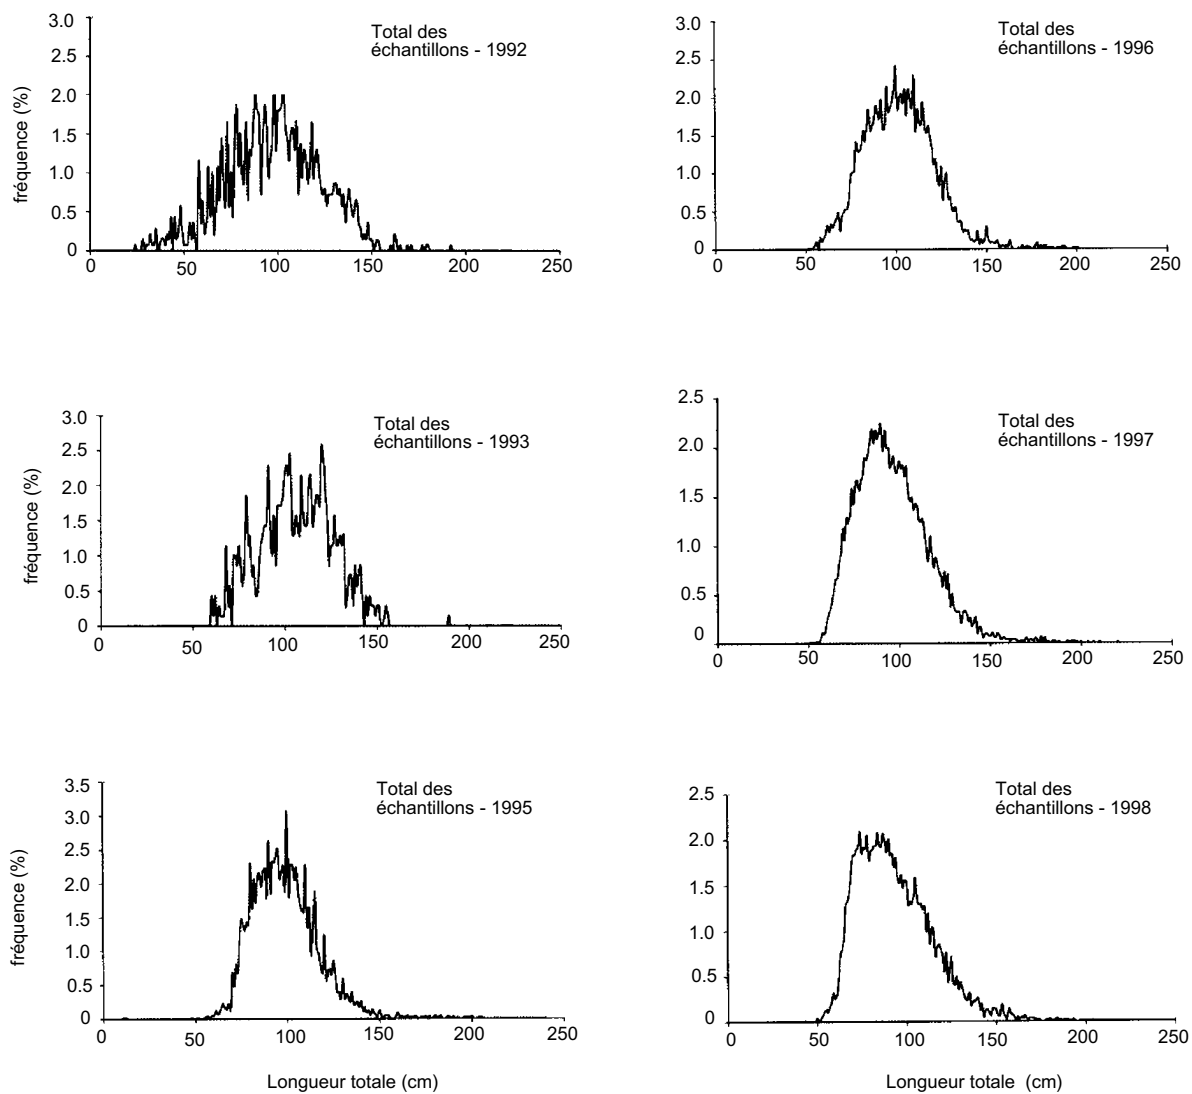 Total des
échantillons - 1992
fréquence (%)
3.0
2.5
2.0
1.5
1.0
0.5
0
0 50 100 150 200 250
Total des
échantillons - 1996
3.0
2.5
2.0
1.5
1.0
0.5
0
0 50 100 150 200 250
Total des
échantillons - 1993
fréquence (%)
3.0
2.5
2.0
1.5
1.0
0.5
0
0 50 100 150 200 250
Total des
échantillons - 1997
2.5
2.0
1.5
1.0
0.5
0
0 50 100 150 200 250
Total des
échantillons - 1995
fréquence (%)
3.5
3.0
2.5
2.0
1.5
1.0
0.5
0
0 50 100 150 200 250
Longueur totale (cm)
Total des
échantillons - 1998
2.5
2.0
1.5
1.0
0.5
0
0 50 100 150 200 250
Longueur totale (cm)